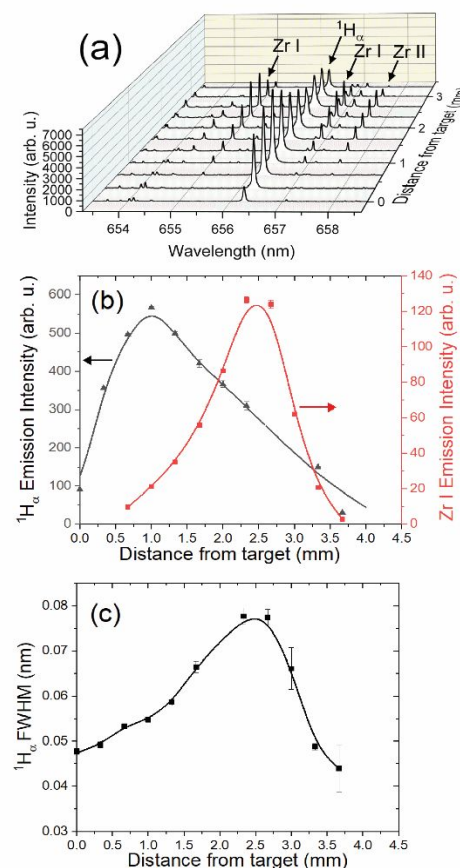 (a)
Zr I
¹Hα
Zr I
Zr II
7000
6000
5000
4000
3000
2000
1000
0
Intensity (arb. u.)
654
655
656
657
658
Wavelength (nm)
0
1
2
3
Distance from target (mm)
(b)
600
500
400
300
200
100
0
¹Hα Emission Intensity (arb. u.)
140
120
100
80
60
40
20
0
Zr I Emission Intensity (arb. u.)
0.0 0.5 1.0 1.5 2.0 2.5 3.0 3.5 4.0 4.5
Distance from target (mm)
(c)
0.08
0.07
0.06
0.05
0.04
0.03
¹Hα FWHM (nm)
0.0 0.5 1.0 1.5 2.0 2.5 3.0 3.5 4.0 4.5
Distance from target (mm)